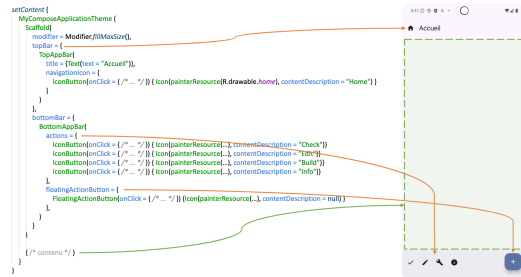 setContent {
MyComposeApplicationTheme {
Scaffold(
modifier = Modifier.fillMaxSize(),
topBar = {
TopAppBar(
title = {Text(text = "Accueil")},
navigationIcon = {
IconButton(onClick = { /* ... */ }) { Icon(painterResource(R.drawable.home), contentDescription = "Home") }
}
)
},
bottomBar = {
BottomAppBar(
actions = {
IconButton(onClick = { /* ... */ }) { Icon(painterResource(...), contentDescription = "Check")}
IconButton(onClick = { /* ... */ }) { Icon(painterResource(...), contentDescription = "Edit")}
IconButton(onClick = { /* ... */ }) { Icon(painterResource(...), contentDescription = "Build")}
IconButton(onClick = { /* ... */ }) { Icon(painterResource(...), contentDescription = "Info")}
},
floatingActionButton = {
FloatingActionButton(onClick = { /* ... */ }) {Icon(painterResource(...), contentDescription = null) }
},
)
}
)
{ /* contenu */ }
}
}
Accueil